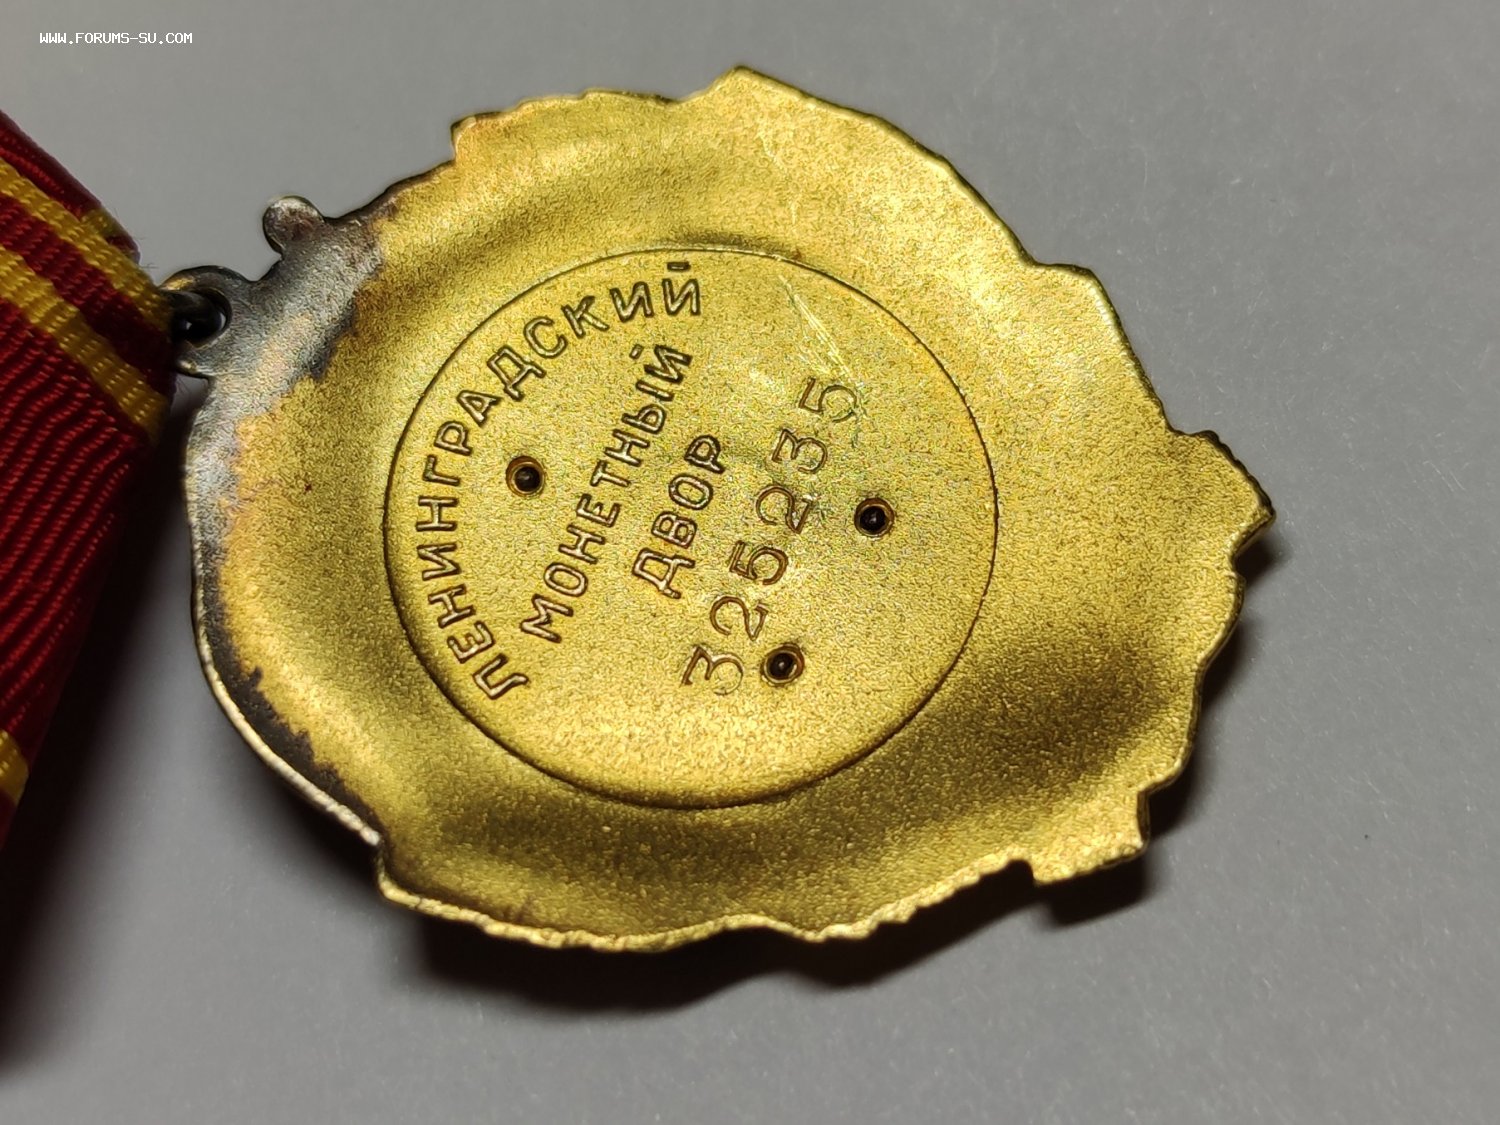 WWW.FORUMS-SU.COM
ЛЕНИНГРАДСКИЙ
МОНЕТНЫЙ
ДВОР
325235